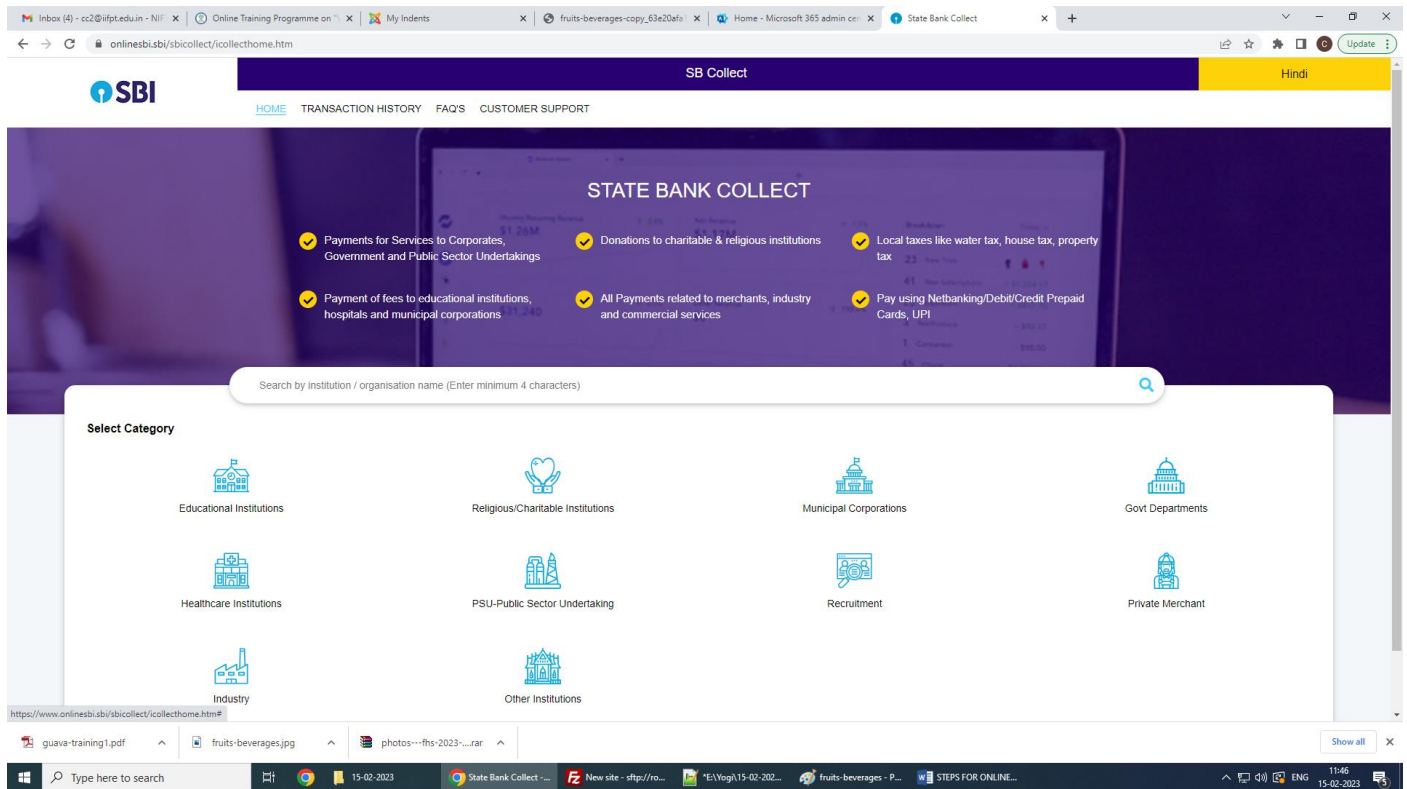 Inbox (4) - cc2@iifpt.edu.in - NIF
Online Training Programme on "
My Indents
fruits-beverages-copy_63e20afa
Home - Microsoft 365 admin cen
State Bank Collect
onlinesbi.sbi/sbicollect/icollecthome.htm
C
Update
SBI
SB Collect
Hindi
HOME TRANSACTION HISTORY FAQ'S CUSTOMER SUPPORT
STATE BANK COLLECT
Payments for Services to Corporates,
Government and Public Sector Undertakings
Donations to charitable & religious institutions
Local taxes like water tax, house tax, property
tax
Payment of fees to educational institutions,
hospitals and municipal corporations
All Payments related to merchants, industry
and commercial services
Pay using Netbanking/Debit/Credit Prepaid
Cards, UPI
Search by institution / organisation name (Enter minimum 4 characters)
Select Category
Educational Institutions
Religious/Charitable Institutions
Municipal Corporations
Govt Departments
Healthcare Institutions
PSU-Public Sector Undertaking
Recruitment
Private Merchant
Industry
Other Institutions
https://www.onlinesbi.sbi/sbicollect/icollecthome.htm#
guava-training1.pdf
fruits-beverages.jpg
photos---fhs-2023-....rar
Show all
Type here to search
15-02-2023
State Bank Collect -...
New site - sftp://ro...
*E:\Yogi\15-02-202...
fruits-beverages - P...
STEPS FOR ONLINE...
ENG
11:46
15-02-2023
5